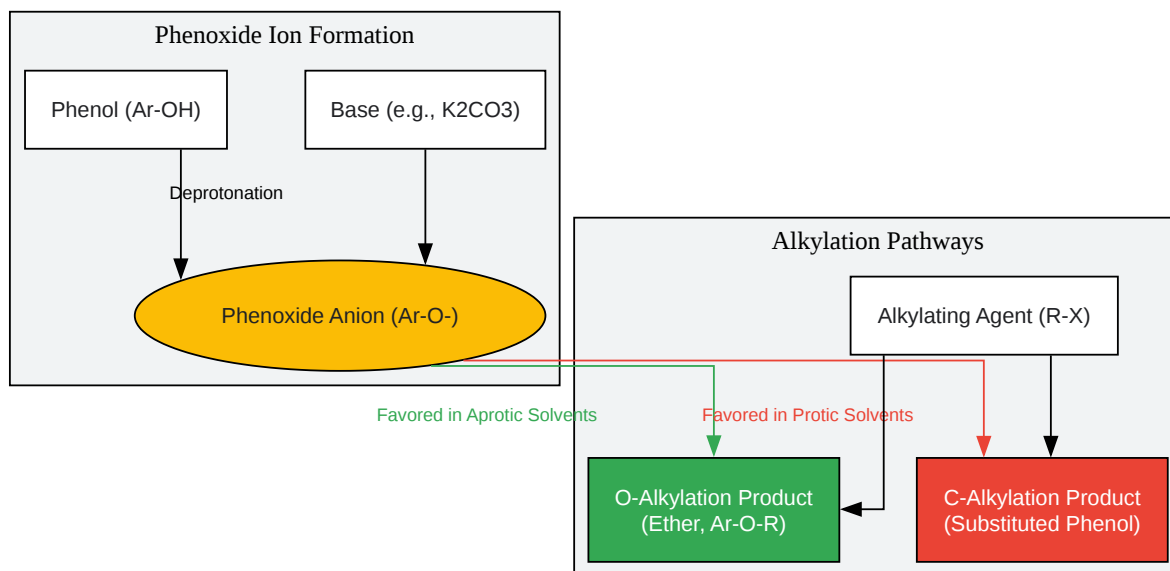 Phenoxide Ion Formation
Phenol (Ar-OH)
Base (e.g., K2CO3)
Deprotonation
Phenoxide Anion (Ar-O-)
Alkylation Pathways
Alkylating Agent (R-X)
Favored in Aprotic Solvents
Favored in Protic Solvents
O-Alkylation Product
(Ether, Ar-O-R)
C-Alkylation Product
(Substituted Phenol)